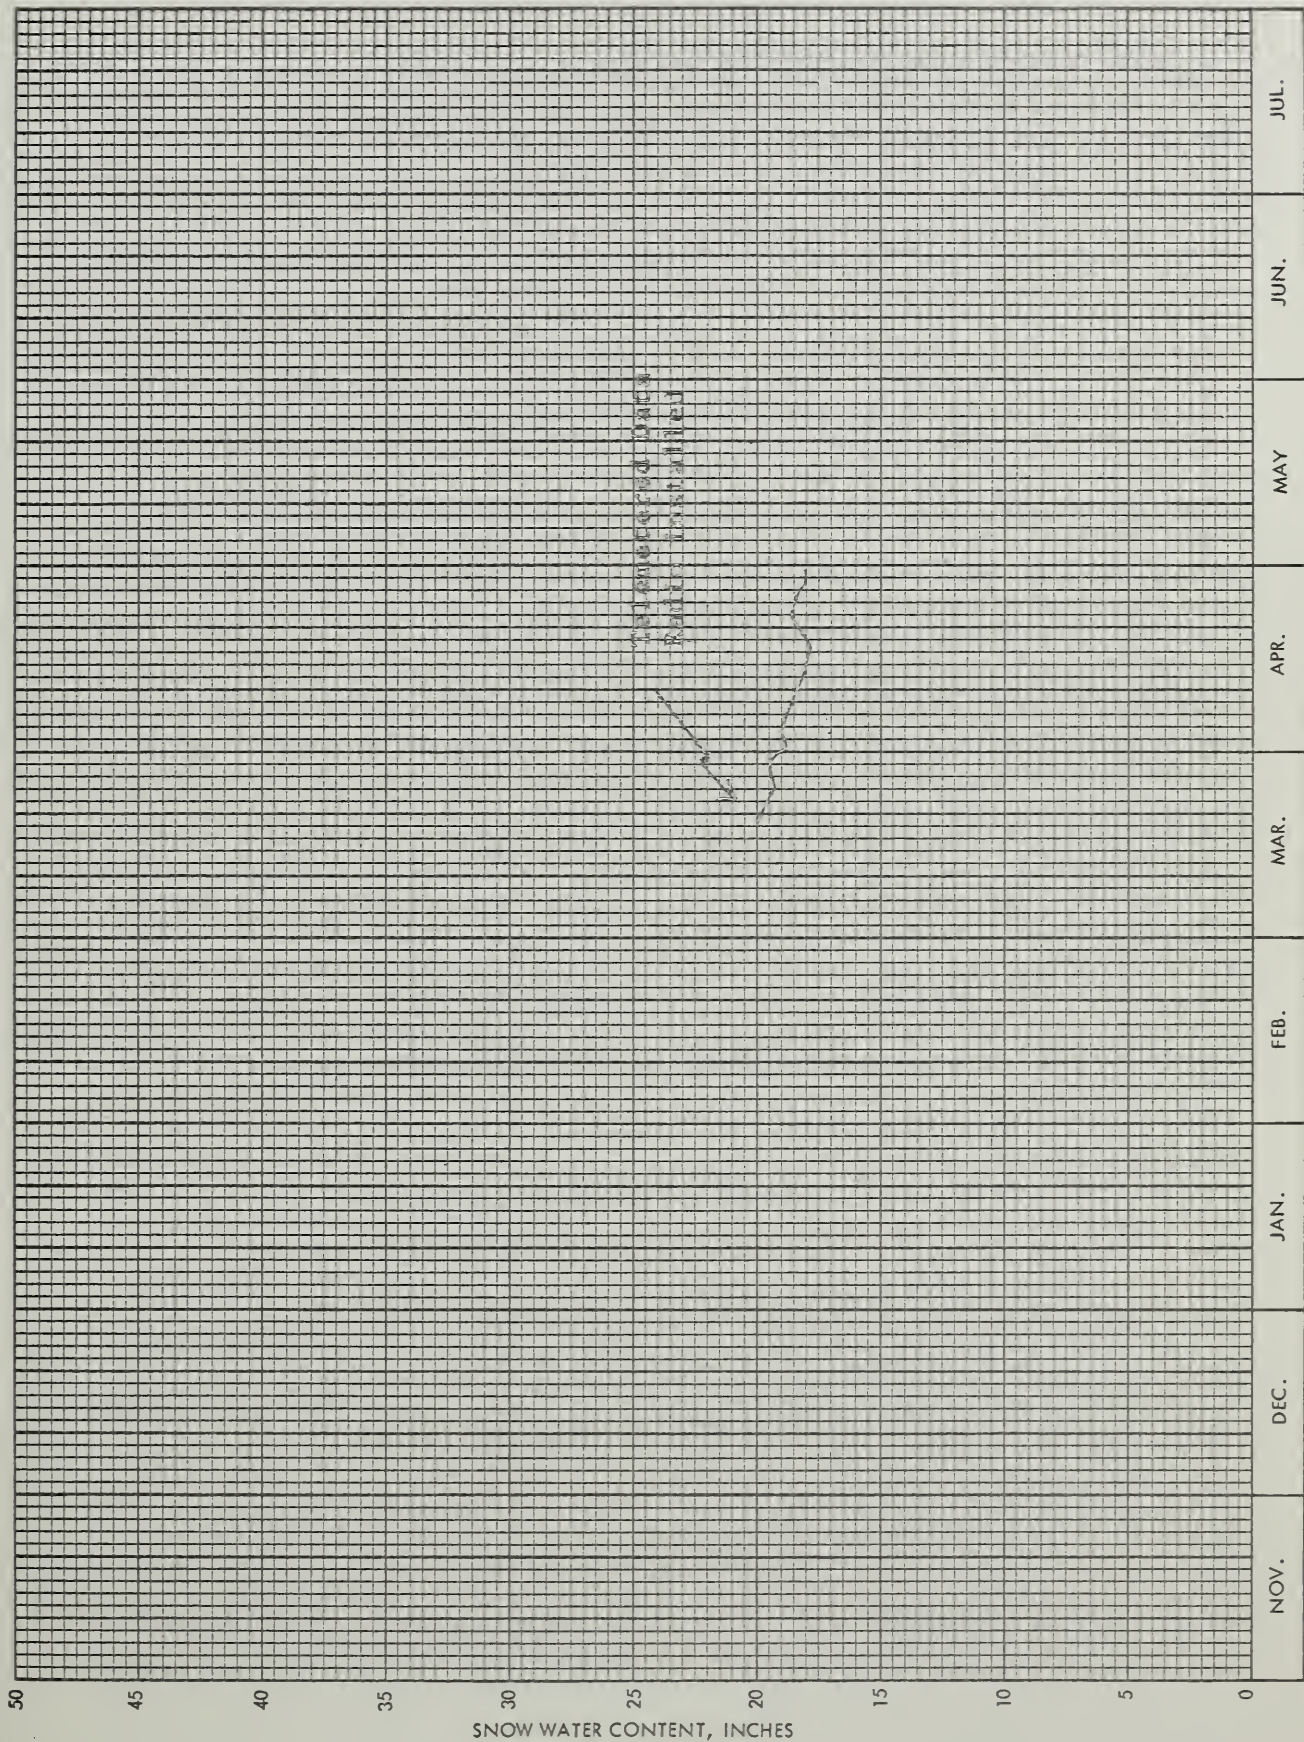 50
45
40
35
30
25
20
15
10
5
0
SNOW WATER CONTENT, INCHES
Telemetered Data
Radio installed
NOV.
DEC.
JAN.
FEB.
MAR.
APR.
MAY
JUN.
JUL.